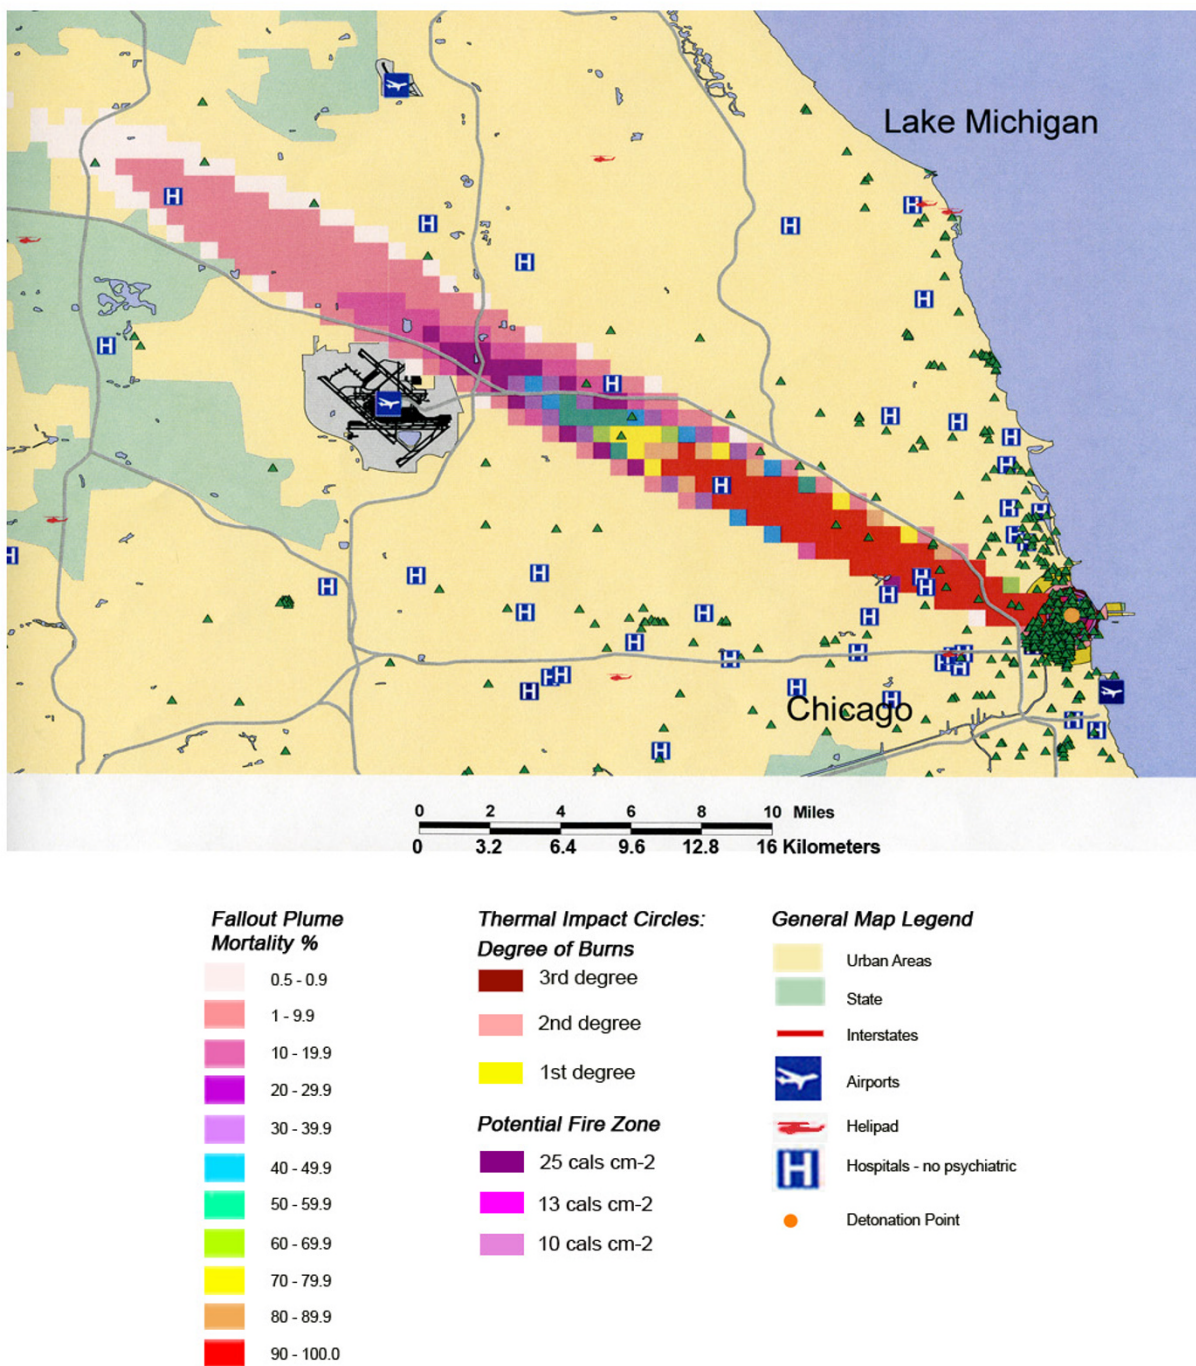 Lake Michigan
Chicago
0 2 4 6 8 10 Miles
0 3.2 6.4 9.6 12.8 16 Kilometers
Fallout Plume
Mortality %
0.5 - 0.9
1 - 9.9
10 - 19.9
20 - 29.9
30 - 39.9
40 - 49.9
50 - 59.9
60 - 69.9
70 - 79.9
80 - 89.9
90 - 100.0
Thermal Impact Circles:
Degree of Burns
3rd degree
2nd degree
1st degree
Potential Fire Zone
25 cals cm-2
13 cals cm-2
10 cals cm-2
General Map Legend
Urban Areas
State
Interstates
Airports
Helipad
H
Hospitals - no psychiatric
Detonation Point